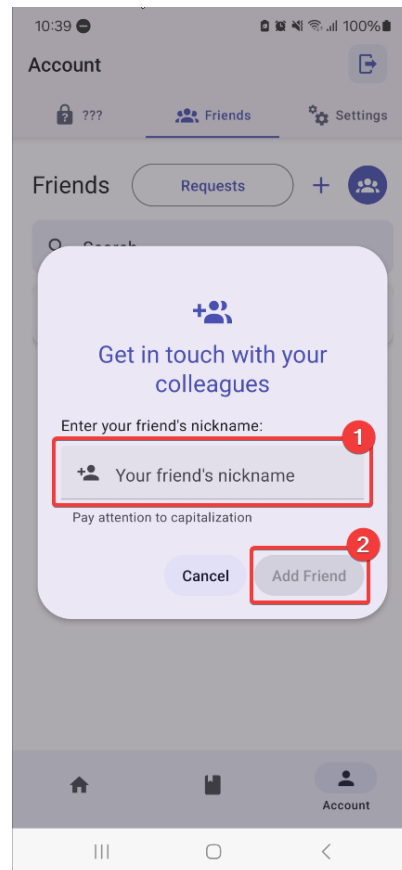 10:39 100%
Account
??? Friends Settings
Friends Requests +
Search
Get in touch with your
colleagues
Enter your friend's nickname:
1
Your friend's nickname
Pay attention to capitalization
2
Cancel Add Friend
Account